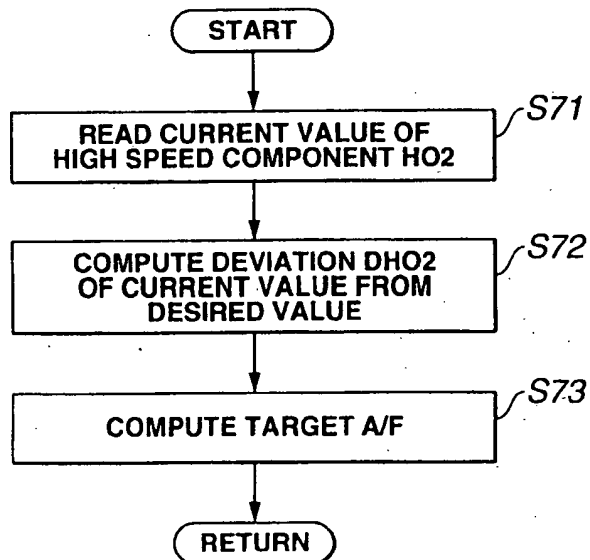 START
S71
READ CURRENT VALUE OF
HIGH SPEED COMPONENT HO2
S72
COMPUTE DEVIATION DHO2
OF CURRENT VALUE FROM
DESIRED VALUE
S73
COMPUTE TARGET A/F
RETURN